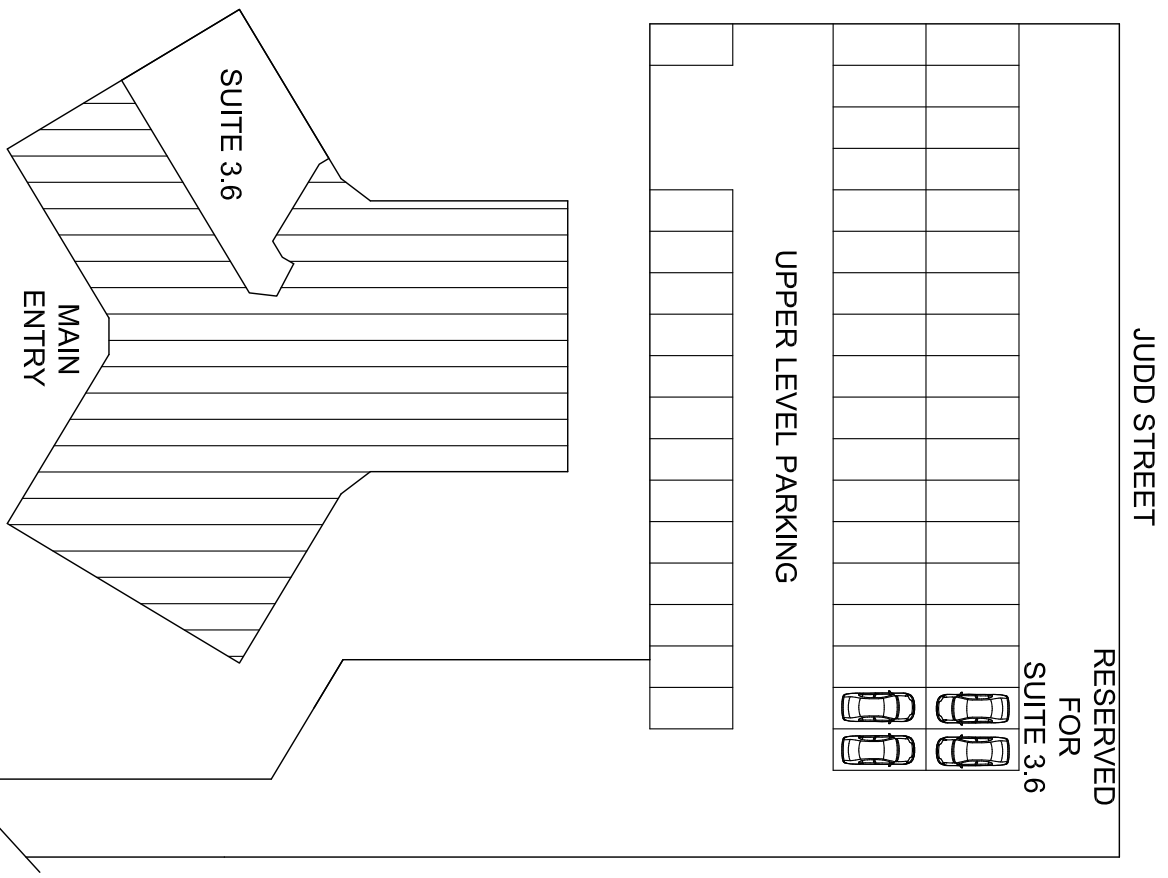 JUDD STREET
RESERVED
FOR
SUITE 3.6
UPPER LEVEL PARKING
SUITE 3.6
MAIN
ENTRY